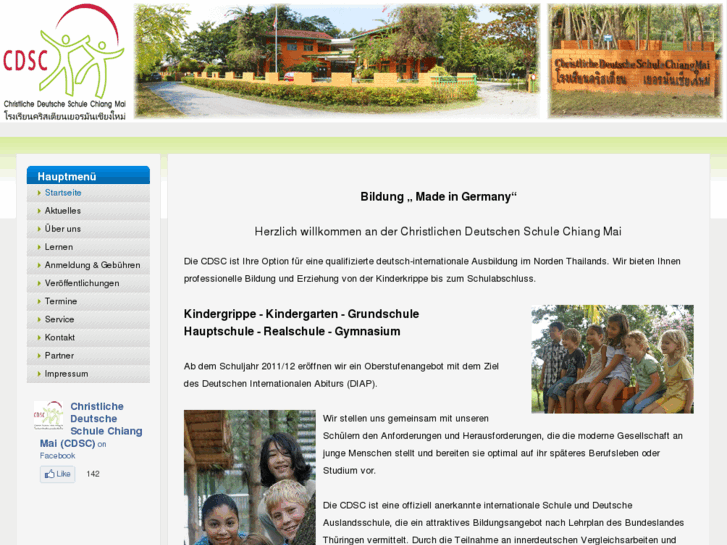 CDSC
Christliche Deutsche Schule Chiang Mai
โรงเรียนคริสเตียนเยอรมันเชียงใหม่
Christliche Deutsche Schule Chiang Mai
โรงเรียนคริสเตียน เยอรมันเชียงใหม่
Hauptmenü
Startseite
Aktuelles
Über uns
Lernen
Anmeldung & Gebühren
Veröffentlichungen
Termine
Service
Kontakt
Partner
Impressum
CDSC
Christliche
Deutsche
Schule Chiang
Mai (CDSC) on
Facebook
Like 142
Bildung „ Made in Germany“
Herzlich willkommen an der Christlichen Deutschen Schule Chiang Mai
Die CDSC ist Ihre Option für eine qualifizierte deutsch-internationale Ausbildung im Norden Thailands. Wir bieten Ihnen
professionelle Bildung und Erziehung von der Kinderkrippe bis zum Schulabschluss.
Kindergrippe - Kindergarten - Grundschule
Hauptschule - Realschule - Gymnasium
Ab dem Schuljahr 2011/12 eröffnen wir ein Oberstufenangebot mit dem Ziel
des Deutschen Internationalen Abiturs (DIAP).
Wir stellen uns gemeinsam mit unseren
Schülern den Anforderungen und Herausforderungen, die die moderne Gesellschaft an
junge Menschen stellt und bereiten sie optimal auf ihr späteres Berufsleben oder
Studium vor.
Die CDSC ist eine offiziell anerkannte internationale Schule und Deutsche
Auslandsschule, die ein attraktives Bildungsangebot nach Lehrplan des Bundeslandes
Thüringen vermittelt. Durch die Teilnahme an innerdeutschen Vergleichsarbeiten und